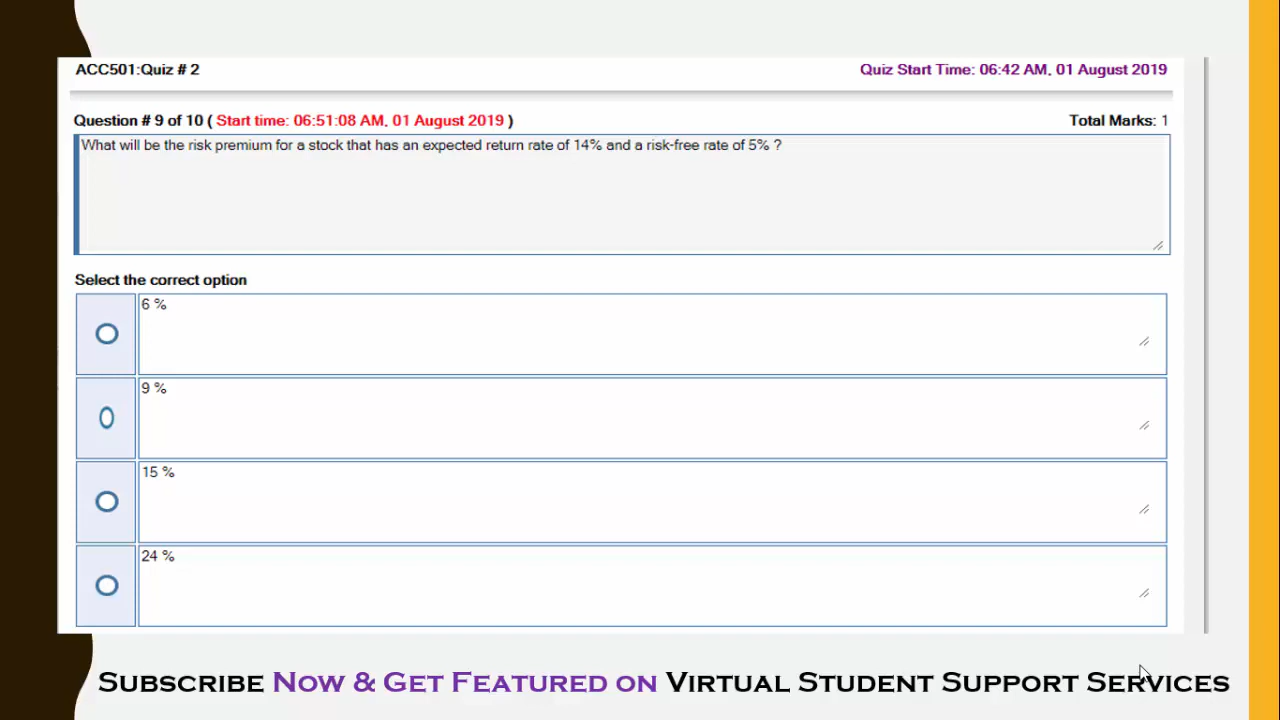 ACC501:Quiz # 2
Quiz Start Time: 06:42 AM, 01 August 2019
Question # 9 of 10 ( Start time: 06:51:08 AM, 01 August 2019 )
Total Marks: 1
What will be the risk premium for a stock that has an expected return rate of 14% and a risk-free rate of 5% ?
Select the correct option
6 %
9 %
15 %
24 %
SUBSCRIBE NOW & GET FEATURED ON VIRTUAL STUDENT SUPPORT SERVICES